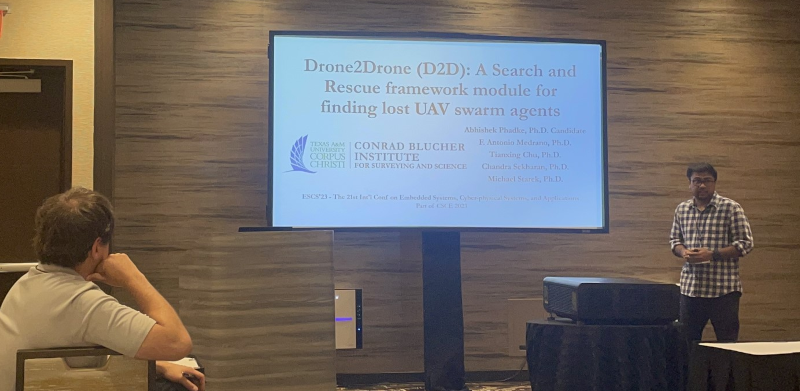 Drone2Drone (D2D): A Search and
Rescue framework module for
finding lost UAV swarm agents
Abhishek Phadke, Ph.D. Candidate
F. Antonio Medrano, Ph.D.
Tianxing Chu, Ph.D.
Chandra Sekharan, Ph.D.
Michael Starek, Ph.D.
TEXAS A&M
UNIVERSITY
CORPUS
CHRISTI
CONRAD BLUCHER
INSTITUTE
FOR SURVEYING AND SCIENCE
ESCS'23 - The 21st Int'l Conf on Embedded Systems, Cyber-physical Systems, and Applications
Part of CSCE 2023